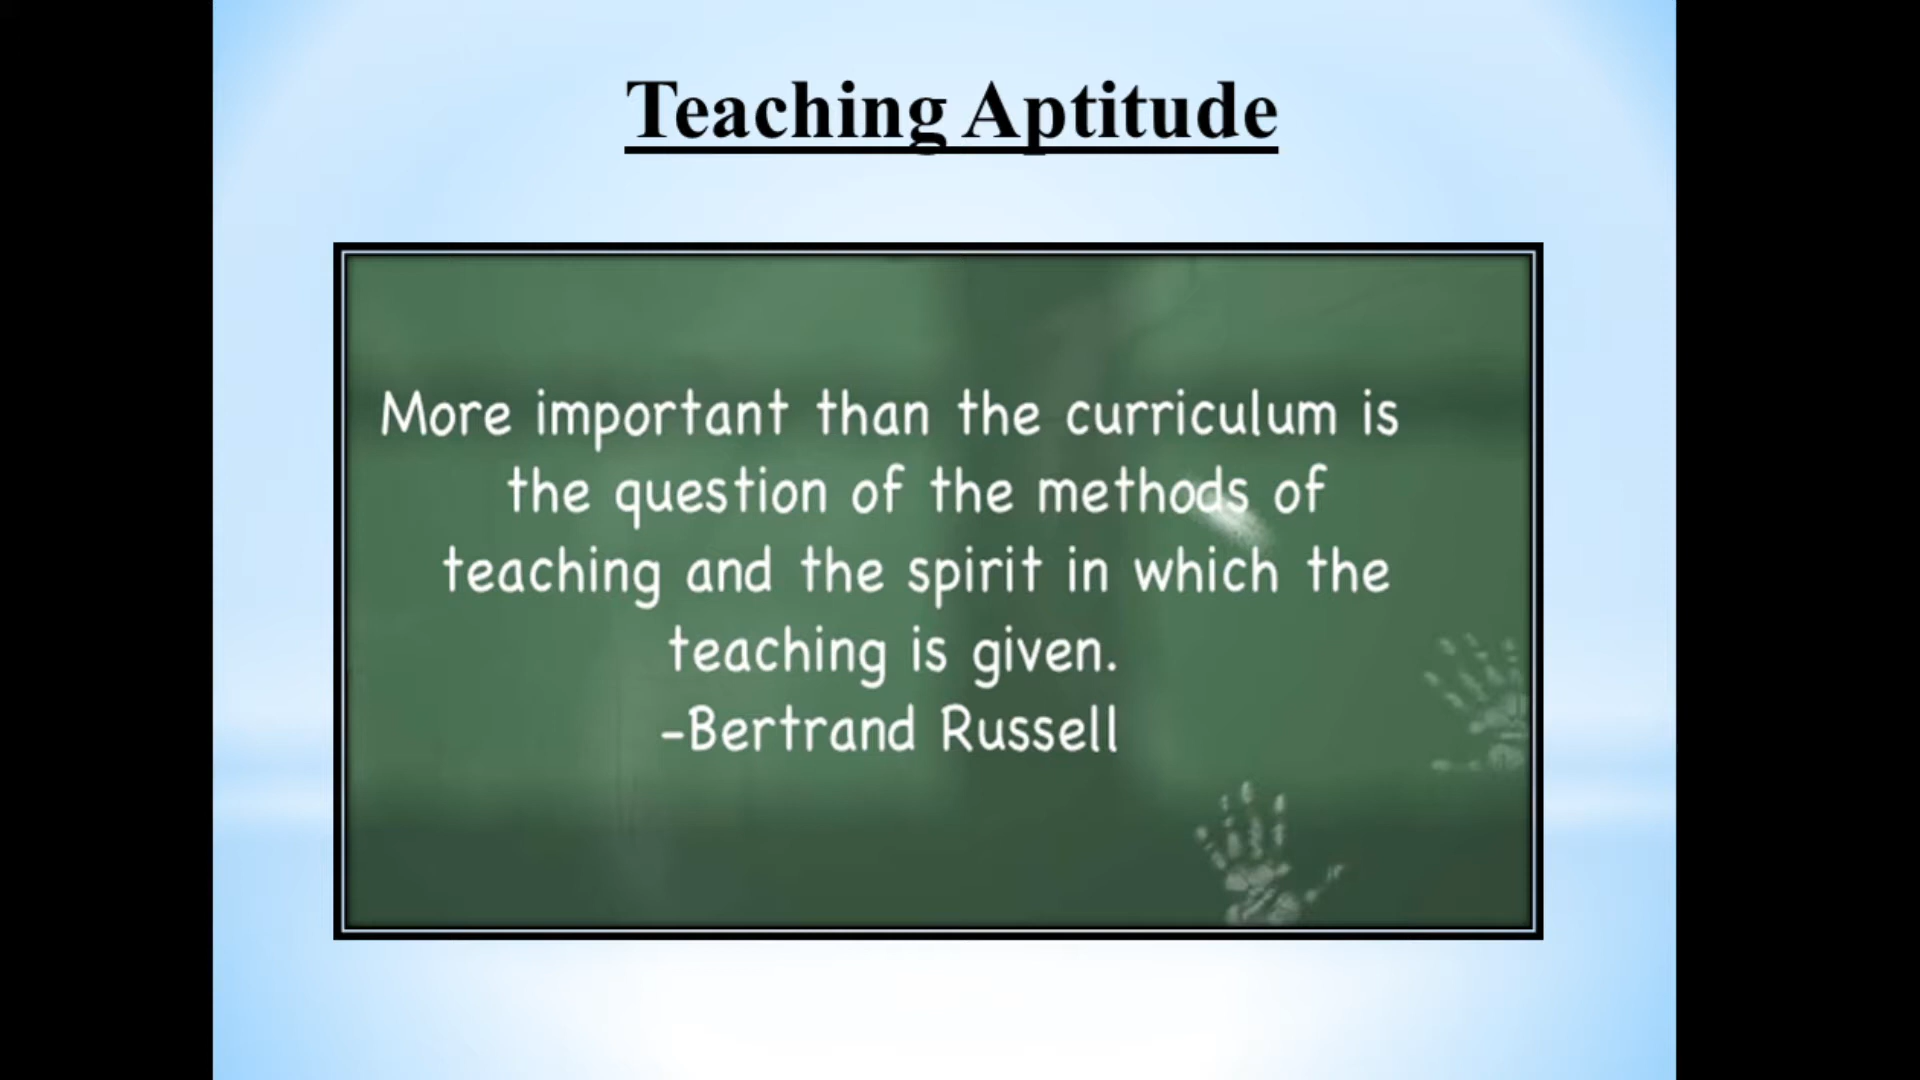 Teaching Aptitude
More important than the curriculum is
the question of the methods of
teaching and the spirit in which the
teaching is given.
-Bertrand Russell